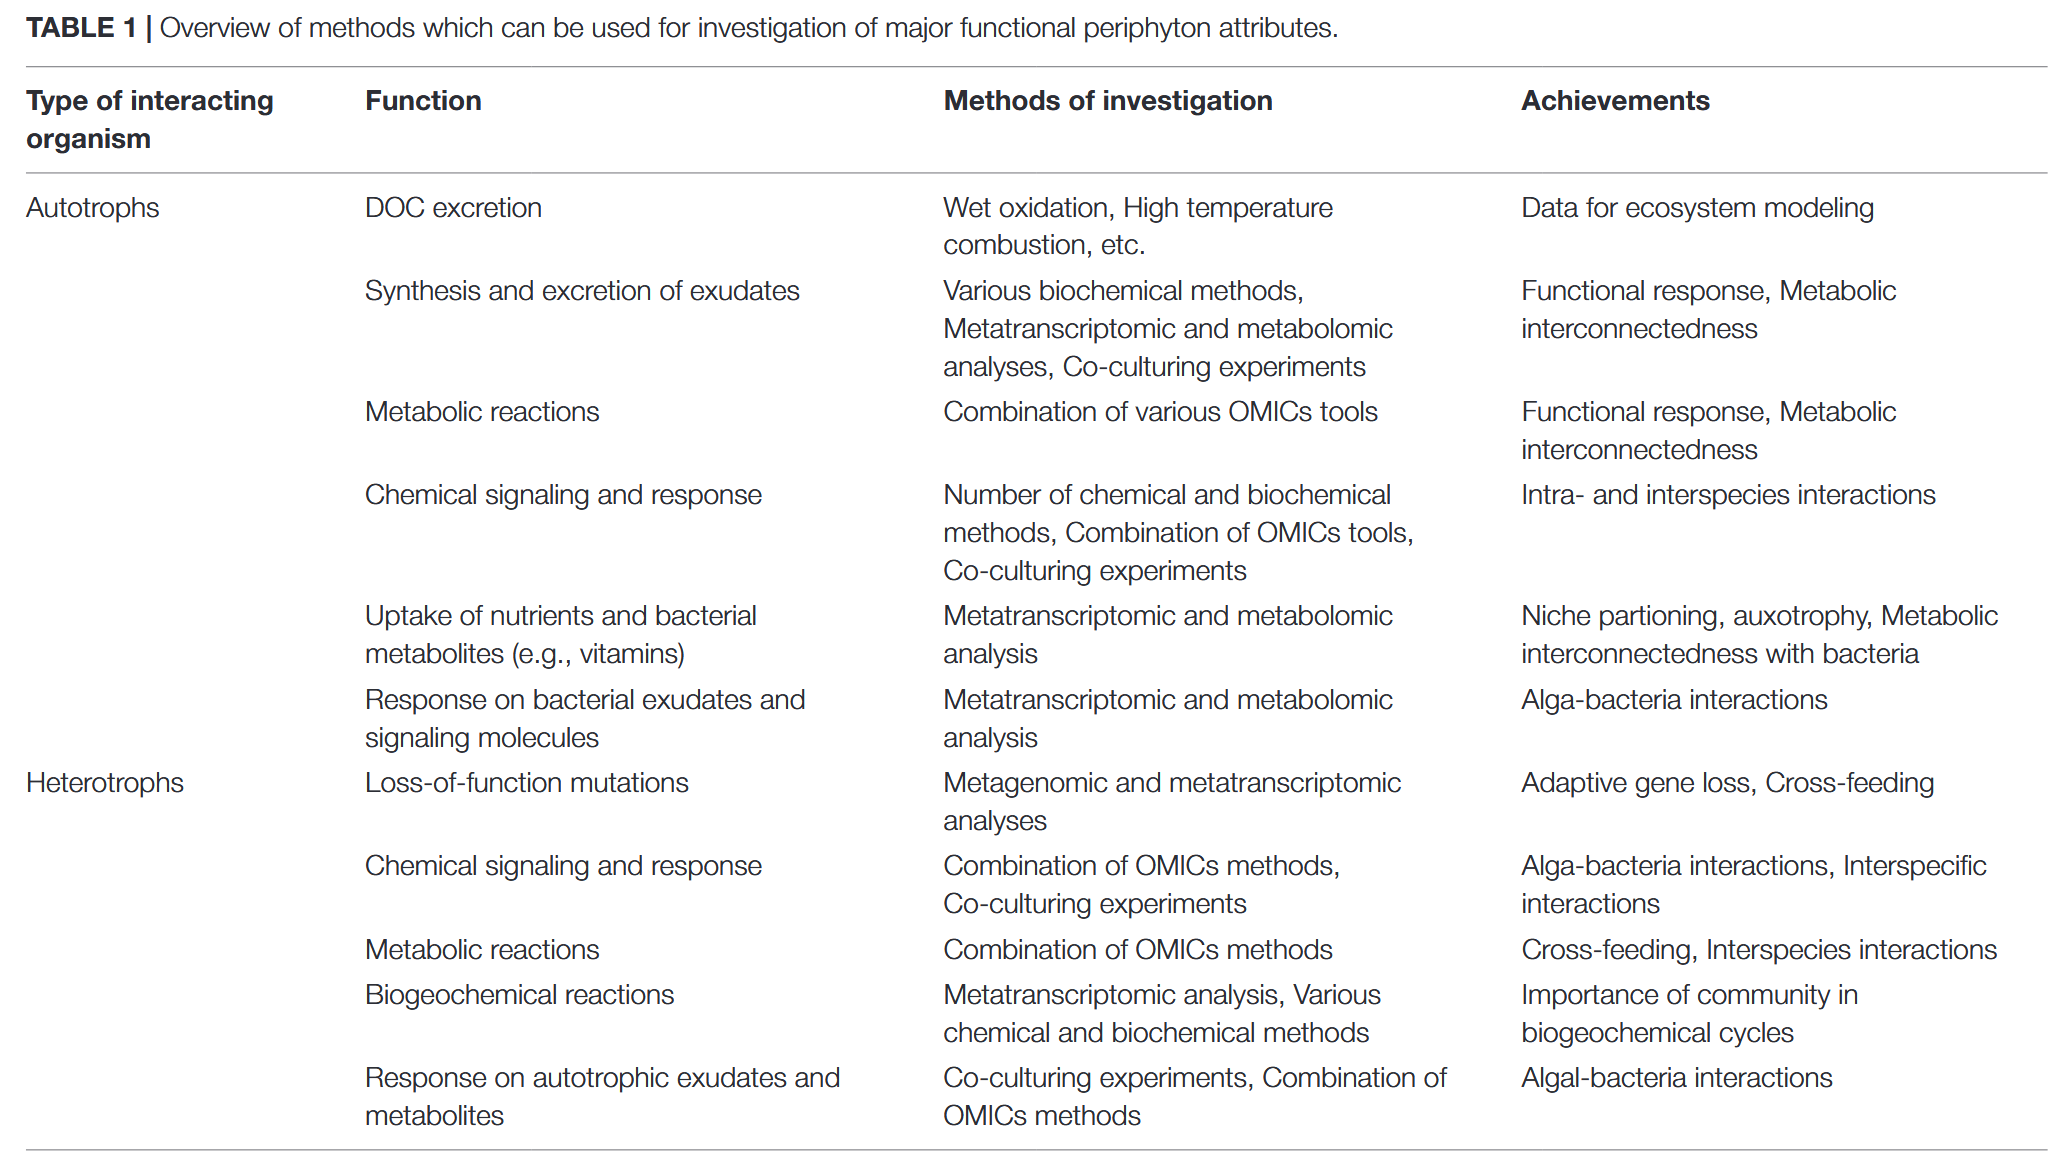 TABLE 1 | Overview of methods which can be used for investigation of major functional periphyton attributes.
Type of interacting organism Function Methods of investigation Achievements
Autotrophs DOC excretion Wet oxidation, High temperature Data for ecosystem modeling
combustion, etc.
Synthesis and excretion of exudates Various biochemical methods, Functional response, Metabolic
Metatranscriptomic and metabolomic interconnectedness
analyses, Co-culturing experiments
Metabolic reactions Combination of various OMICs tools Functional response, Metabolic
interconnectedness
Chemical signaling and response Number of chemical and biochemical Intra- and interspecies interactions
methods, Combination of OMICs tools,
Co-culturing experiments
Uptake of nutrients and bacterial Metatranscriptomic and metabolomic Niche partioning, auxotrophy, Metabolic
metabolites (e.g., vitamins) analysis interconnectedness with bacteria
Response on bacterial exudates and Metatranscriptomic and metabolomic Alga-bacteria interactions
signaling molecules analysis
Heterotrophs Loss-of-function mutations Metagenomic and metatranscriptomic Adaptive gene loss, Cross-feeding
analyses
Chemical signaling and response Combination of OMICs methods, Alga-bacteria interactions, Interspecific
Co-culturing experiments interactions
Metabolic reactions Combination of OMICs methods Cross-feeding, Interspecies interactions
Biogeochemical reactions Metatranscriptomic analysis, Various Importance of community in
chemical and biochemical methods biogeochemical cycles
Response on autotrophic exudates and Co-culturing experiments, Combination of Algal-bacteria interactions
metabolites OMICs methods